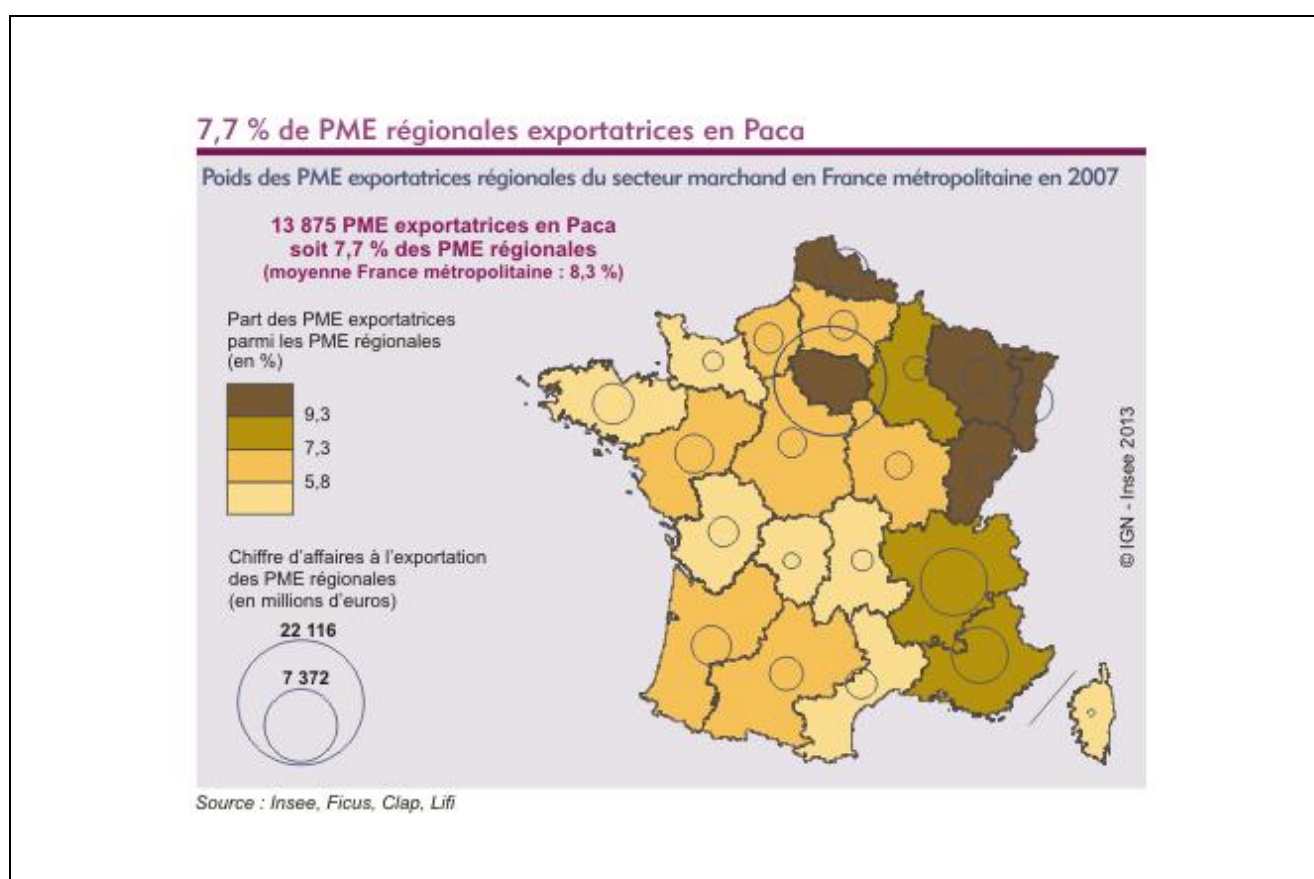 7,7 % de PME régionales exportatrices en Paca
Poids des PME exportatrices régionales du secteur marchand en France métropolitaine en 2007
13 875 PME exportatrices en Paca
soit 7,7 % des PME régionales
(moyenne France métropolitaine : 8,3 %)
Part des PME exportatrices
parmi les PME régionales
(en %)
9,3
7,3
5,8
Chiffre d'affaires à l'exportation
des PME régionales
(en millions d'euros)
22 116
7 372
© IGN - Insee 2013
Source : Insee, Ficus, Clap, Lifi